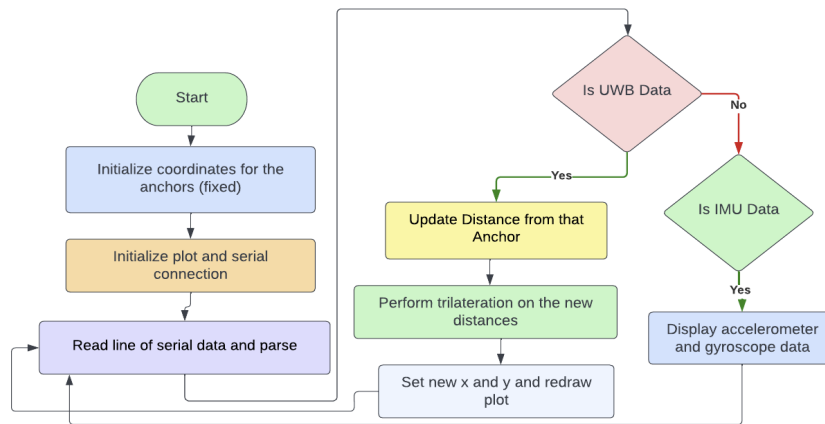 Start
Initialize coordinates for the
anchors (fixed)
Initialize plot and serial
connection
Read line of serial data and parse
Is UWB Data
Yes
No
Update Distance from that
Anchor
Perform trilateration on the new
distances
Set new x and y and redraw
plot
Is IMU Data
Yes
Display accelerometer
and gyroscope data